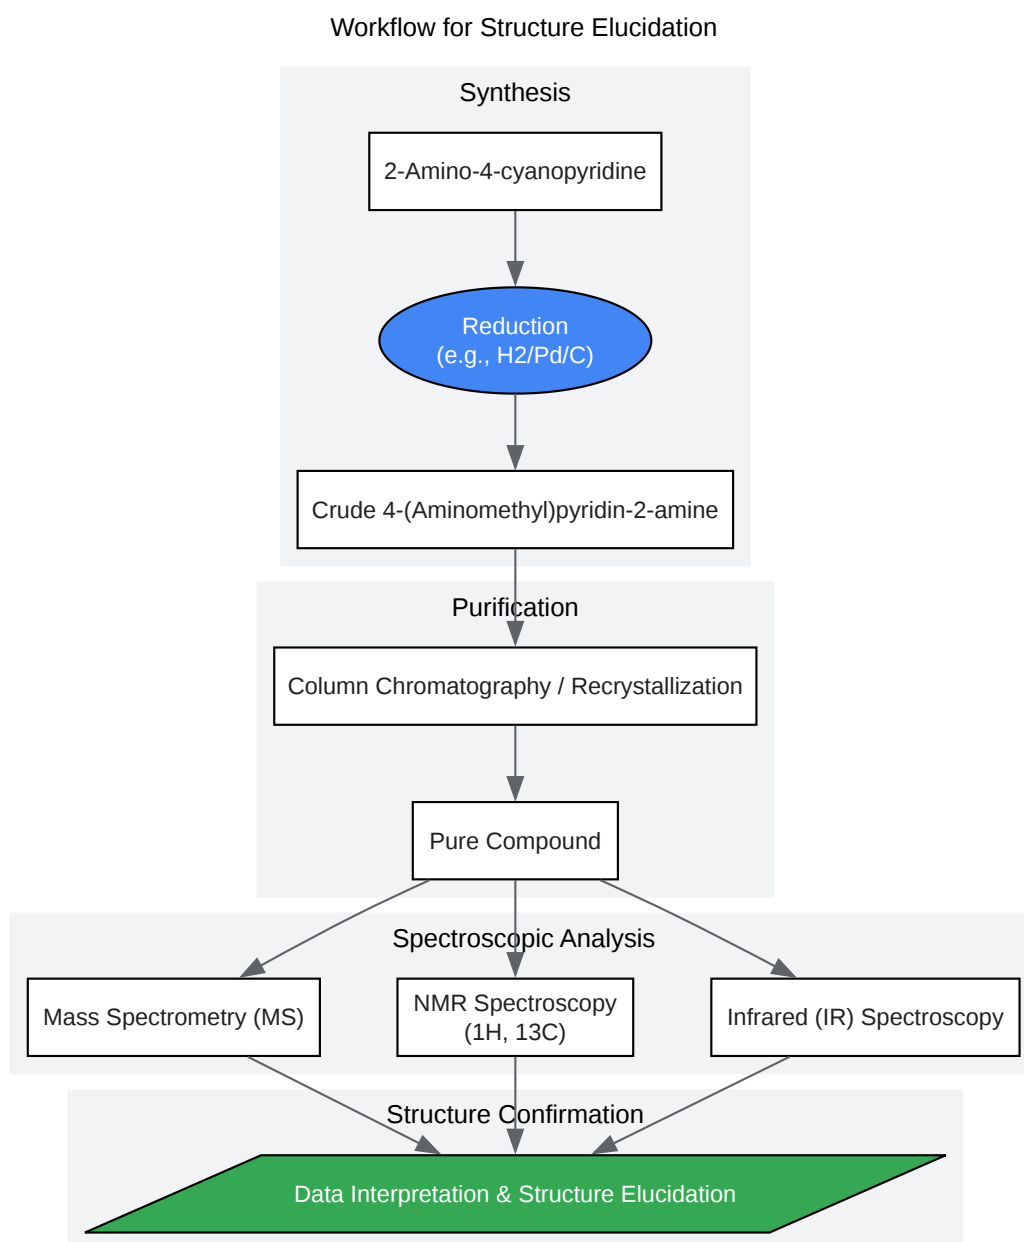 Workflow for Structure Elucidation
Synthesis
2-Amino-4-cyanopyridine
Reduction
(e.g., H2/Pd/C)
Crude 4-(Aminomethyl)pyridin-2-amine
Purification
Column Chromatography / Recrystallization
Pure Compound
Spectroscopic Analysis
Mass Spectrometry (MS)
NMR Spectroscopy
(1H, 13C)
Infrared (IR) Spectroscopy
Structure Confirmation
Data Interpretation & Structure Elucidation